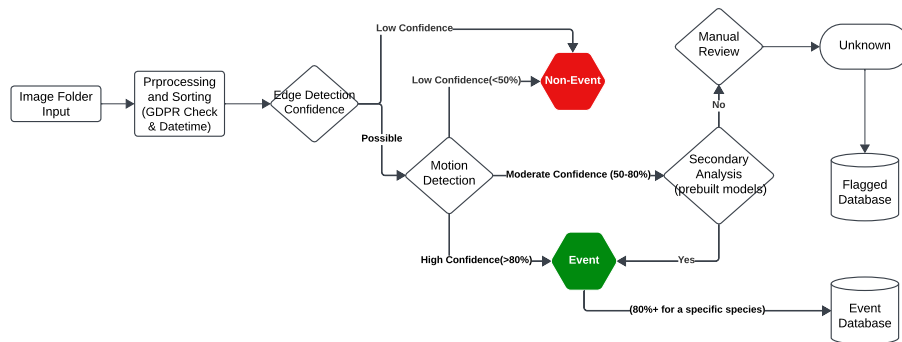 Low Confidence
Manual
Review
Unknown
Image Folder
Input
Prprocessing
and Sorting
(GDPR Check
& Datetime)
Edge Detection
Confidence
Low Confidence(<50%)
Non-Event
No
Possible
Motion
Detection
Moderate Confidence (50-80%)
Secondary
Analysis
(prebuilt models)
Flagged
Database
High Confidence(>80%)
Event
Yes
(80%+ for a specific species)
Event
Database